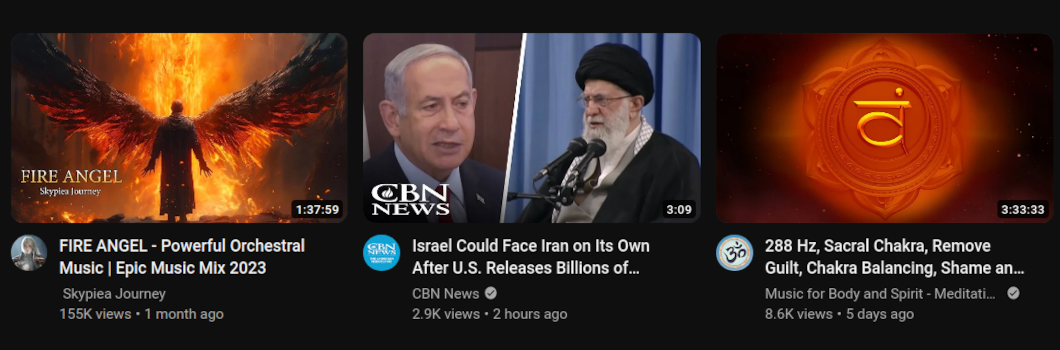 FIRE ANGEL
Skypiea Journey
1:37:59
FIRE ANGEL - Powerful Orchestral
Music | Epic Music Mix 2023
Skypiea Journey
155K views • 1 month ago
CBN
NEWS
3:09
CBN
NEWS
Israel Could Face Iran on Its Own
After U.S. Releases Billions of...
CBN News
2.9K views • 2 hours ago
वं
3:33:33
ॐ
288 Hz, Sacral Chakra, Remove
Guilt, Chakra Balancing, Shame an...
Music for Body and Spirit - Meditati...
8.6K views • 5 days ago